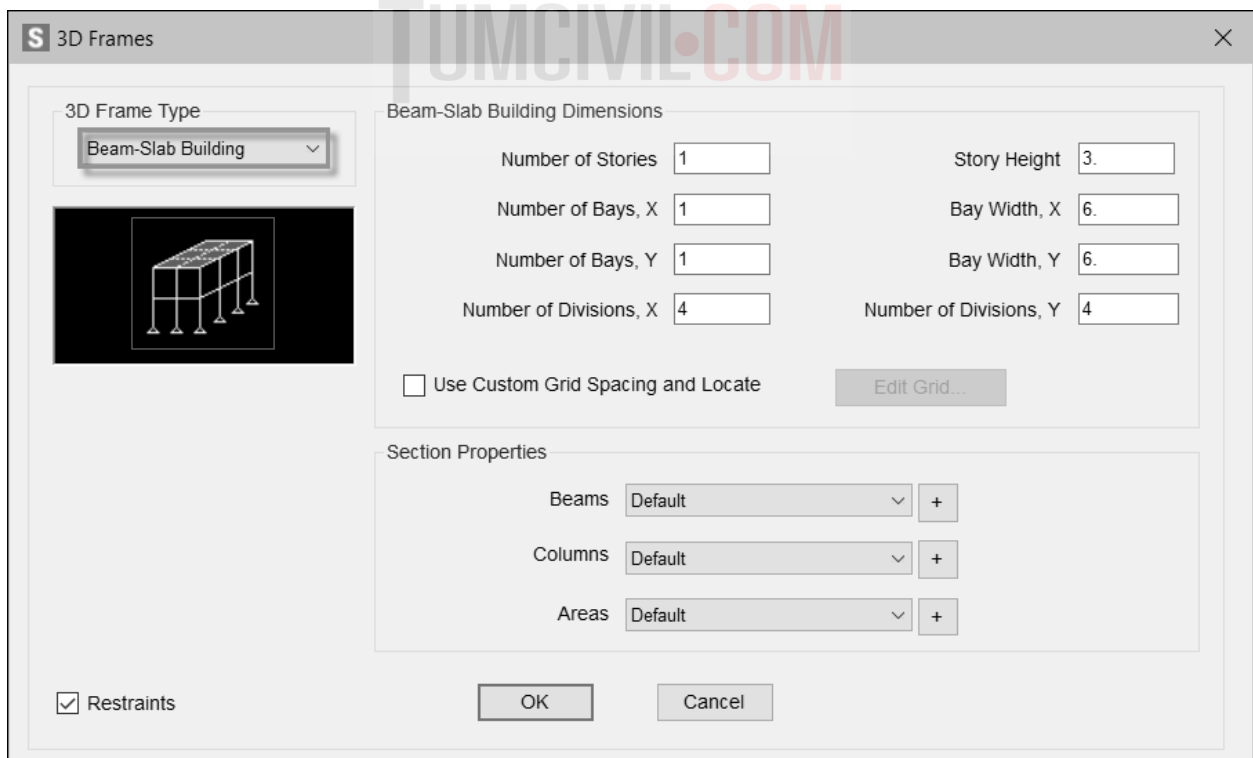 TUMCIVIL.COM
S 3D Frames
3D Frame Type
Beam-Slab Building
Beam-Slab Building Dimensions
Number of Stories 1
Story Height 3.
Number of Bays, X 1
Bay Width, X 6.
Number of Bays, Y 1
Bay Width, Y 6.
Number of Divisions, X 4
Number of Divisions, Y 4
Use Custom Grid Spacing and Locate
Edit Grid...
Section Properties
Beams Default +
Columns Default +
Areas Default +
Restraints
OK
Cancel